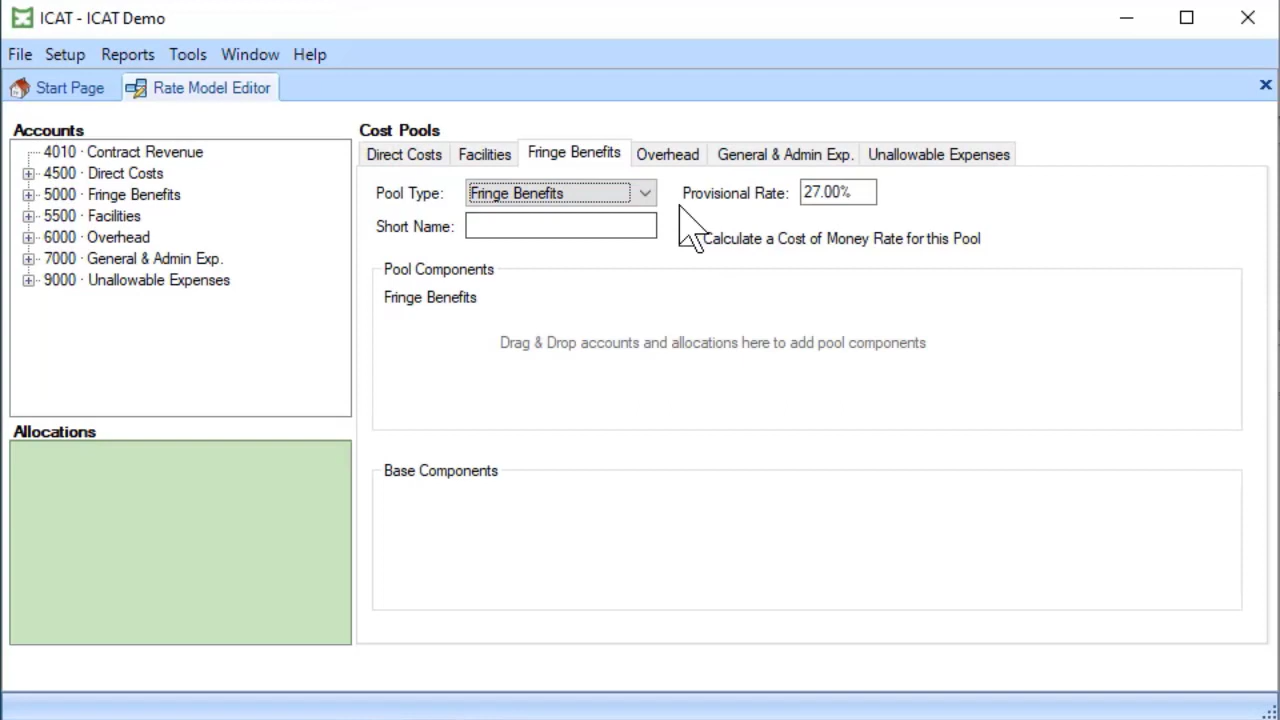 ICAT - ICAT Demo
File Setup Reports Tools Window Help
Start Page Rate Model Editor
Accounts
4010 · Contract Revenue
4500 · Direct Costs
5000 · Fringe Benefits
5500 · Facilities
6000 · Overhead
7000 · General & Admin Exp.
9000 · Unallowable Expenses
Allocations
Cost Pools
Direct Costs Facilities Fringe Benefits Overhead General & Admin Exp. Unallowable Expenses
Pool Type: Fringe Benefits Provisional Rate: 27.00%
Short Name: Calculate a Cost of Money Rate for this Pool
Pool Components
Fringe Benefits
Drag & Drop accounts and allocations here to add pool components
Base Components